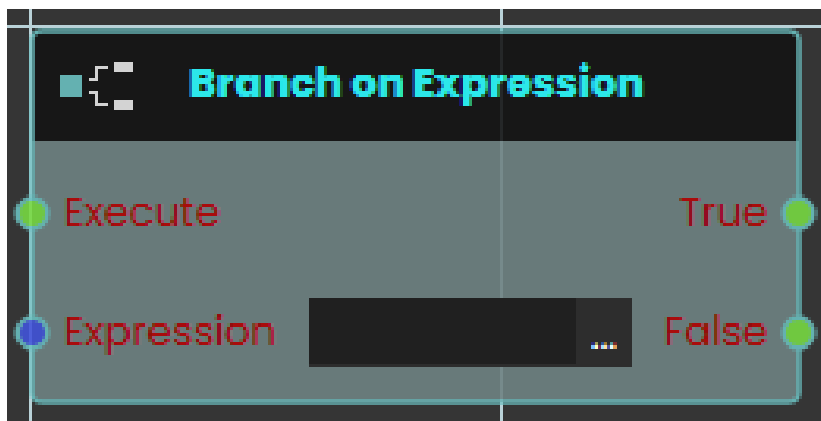 Branch on Expression
Execute True
Expression ... False